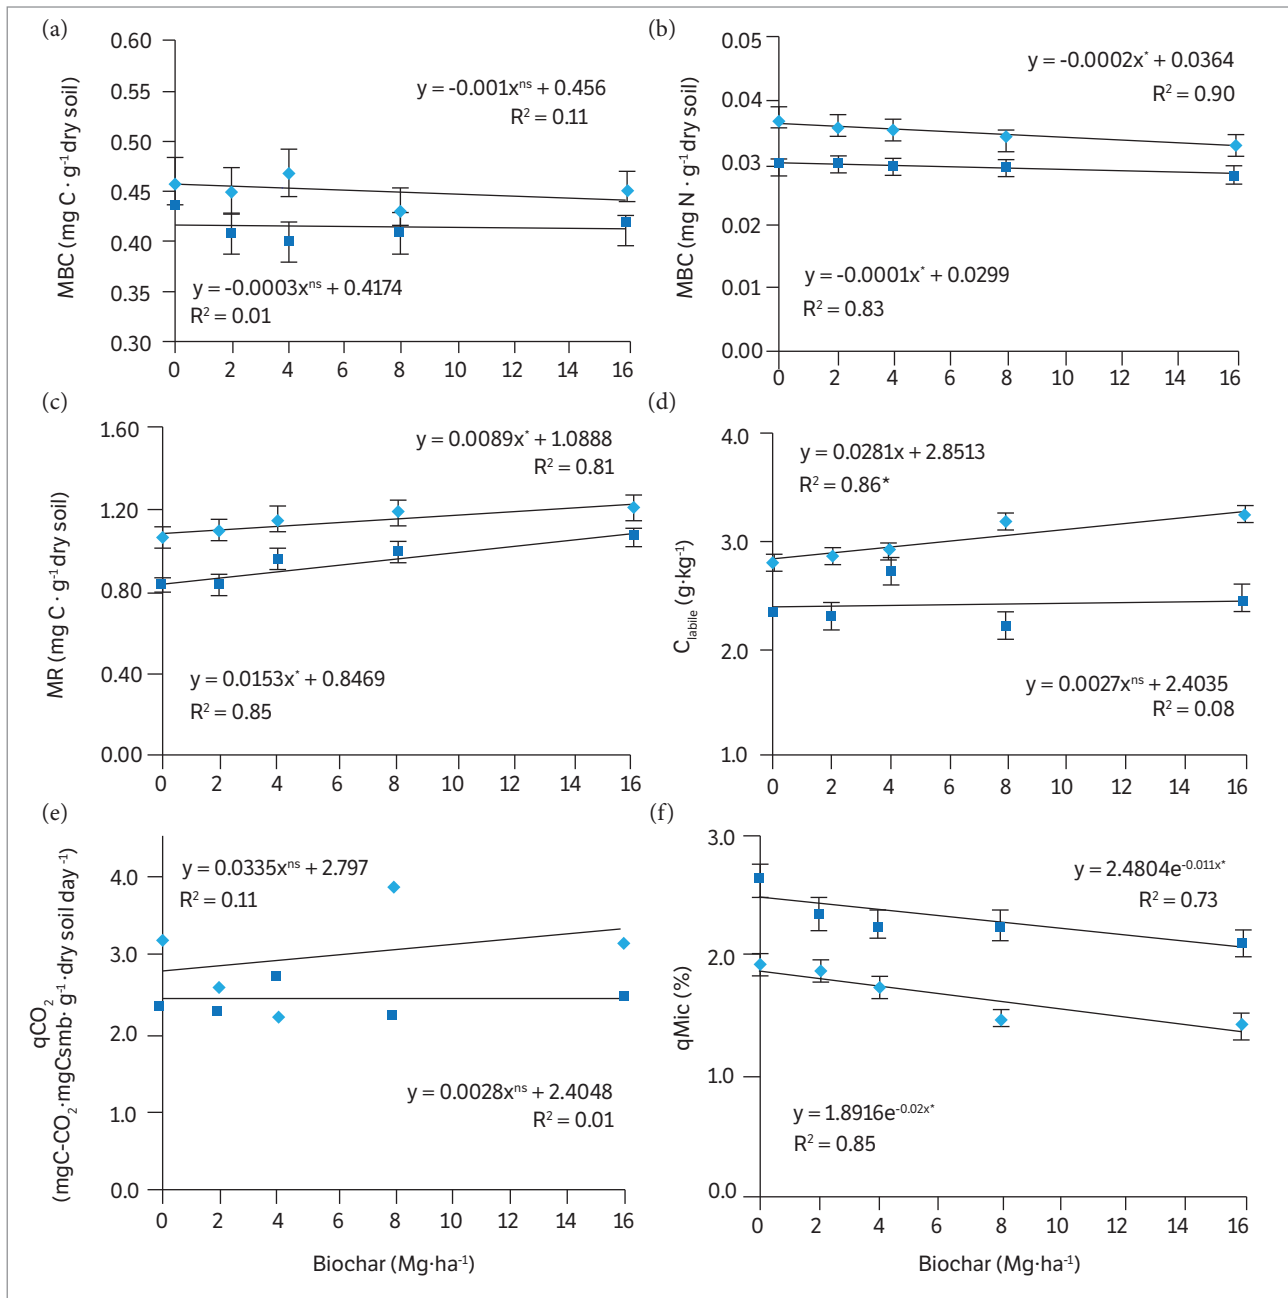 (a)
0.60
0.55
0.50
0.45
0.40
0.35
0.30
MBC (mg C · g⁻¹ dry soil)
y = -0.001xⁿˢ + 0.456
R² = 0.11
y = -0.0003xⁿˢ + 0.4174
R² = 0.01
0 2 4 6 8 10 12 14 16
(b)
0.05
0.04
0.03
0.02
0.01
0.00
MBC (mg N · g⁻¹ dry soil)
y = -0.0002x* + 0.0364
R² = 0.90
y = -0.0001x* + 0.0299
R² = 0.83
0 2 4 6 8 10 12 14 16
(c)
1.60
1.20
0.80
0.40
0.00
MR (mg C · g⁻¹ dry soil)
y = 0.0089x* + 1.0888
R² = 0.81
y = 0.0153x* + 0.8469
R² = 0.85
0 2 4 6 8 10 12 14 16
(d)
4.0
3.0
2.0
1.0
C labile (g·kg⁻¹)
y = 0.0281x + 2.8513
R² = 0.86*
y = 0.0027xⁿˢ + 2.4035
R² = 0.08
0 2 4 6 8 10 12 14 16
(e)
4.0
3.0
2.0
1.0
0.0
qCO₂
(mgC-CO₂·mgCsmb· g⁻¹·dry soil day ⁻¹)
y = 0.0335xⁿˢ + 2.797
R² = 0.11
y = 0.0028xⁿˢ + 2.4048
R² = 0.01
0 2 4 6 8 10 12 14 16
Biochar (Mg·ha⁻¹)
(f)
3.0
2.0
1.0
0.0
qMic (%)
y = 2.4804e⁻⁰·⁰¹¹ˣ*
R² = 0.73
y = 1.8916e⁻⁰·⁰²ˣ*
R² = 0.85
0 2 4 6 8 10 12 14 16
Biochar (Mg·ha⁻¹)